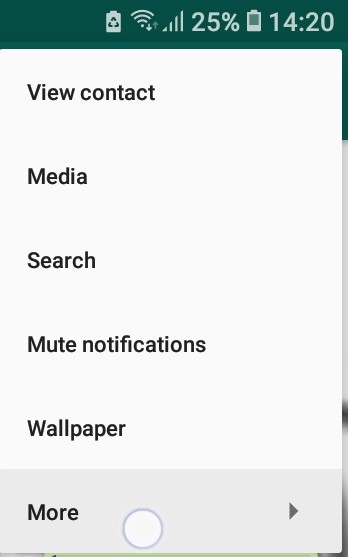 25% 14:20
View contact
Media
Search
Mute notifications
Wallpaper
More